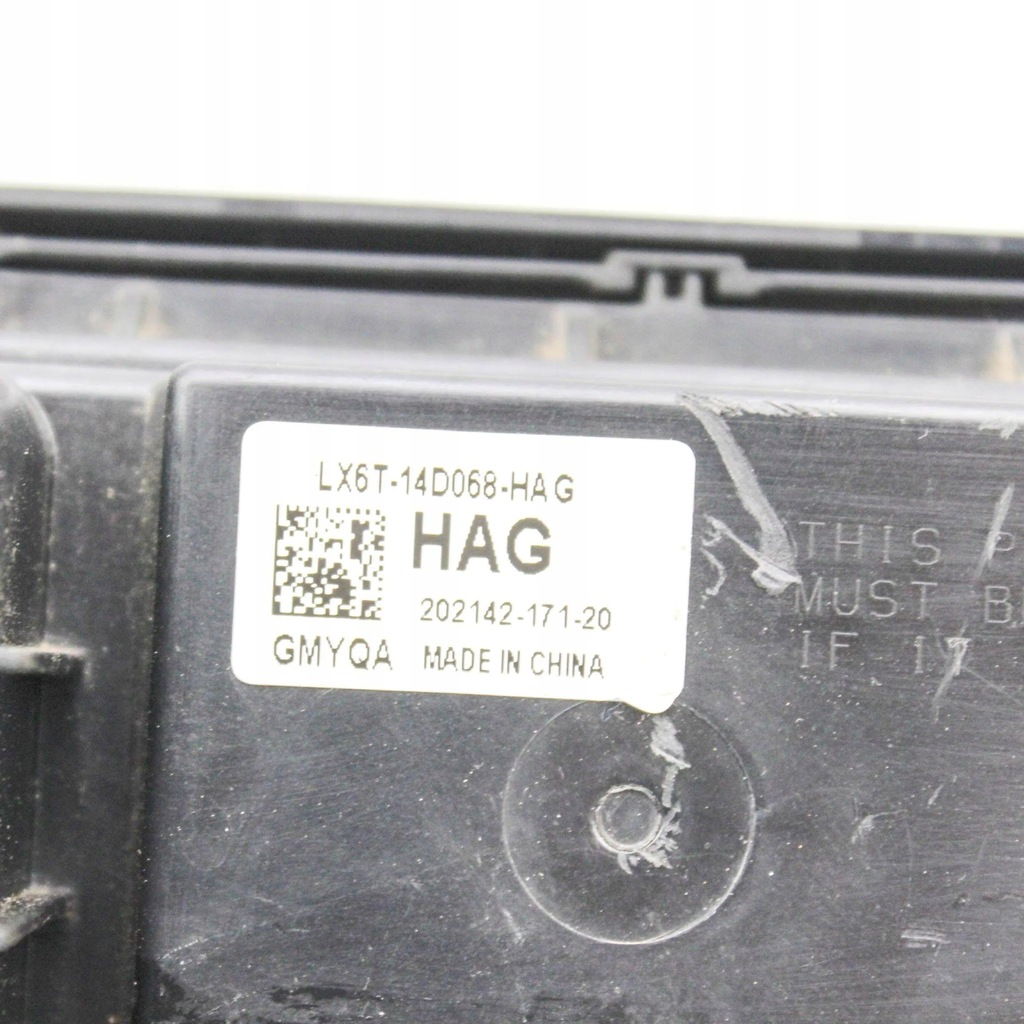 LX6T-14D068-HAG
HAG
202142-171-20
GMYQA MADE IN CHINA
THIS
MUST
IF